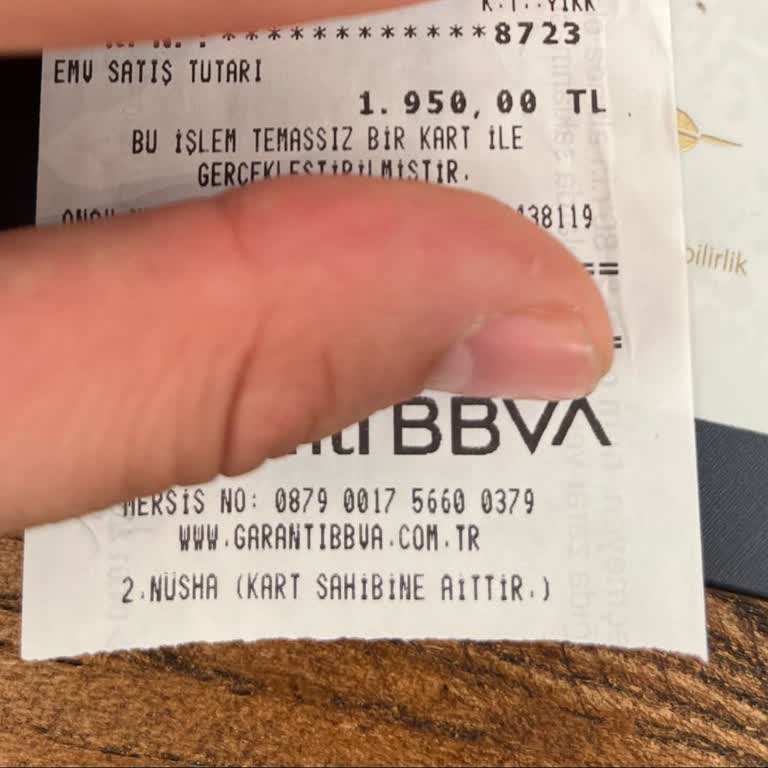 ************8723
EMV SATIŞ TUTARI
1.950,00 TL
BU İŞLEM TEMASSIZ BİR KART İLE
GERÇEKLEŞTİRİLMİŞTİR.
38119
==
=
BBVA
MERSİS NO: 0879 0017 5660 0379
WWW.GARANTIBBVA.COM.TR
2.NÜSHA (KART SAHİBİNE AİTTİR.)
bilirlik